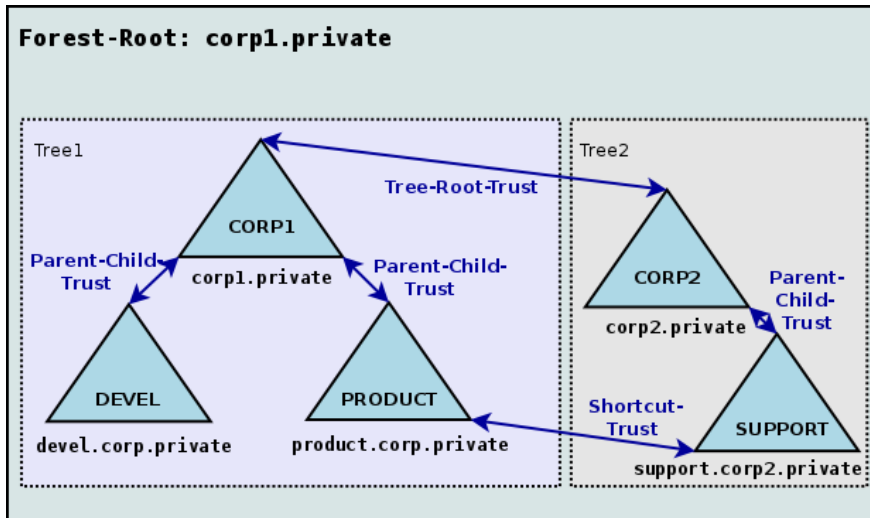 Forest-Root: corp1.private
Tree1
Tree2
Tree-Root-Trust
CORP1
Parent-Child-
Trust
corp1.private
Parent-Child-
Trust
CORP2
Parent-
Child-
Trust
corp2.private
DEVEL
devel.corp.private
PRODUCT
product.corp.private
Shortcut-
Trust
SUPPORT
support.corp2.private